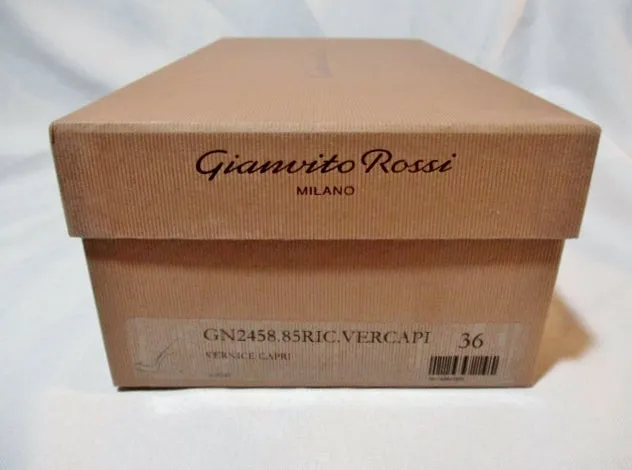 Gianvito Rossi
MILANO
GN2458.85RIC.VERCAPI 36
VERNICE CAPRI